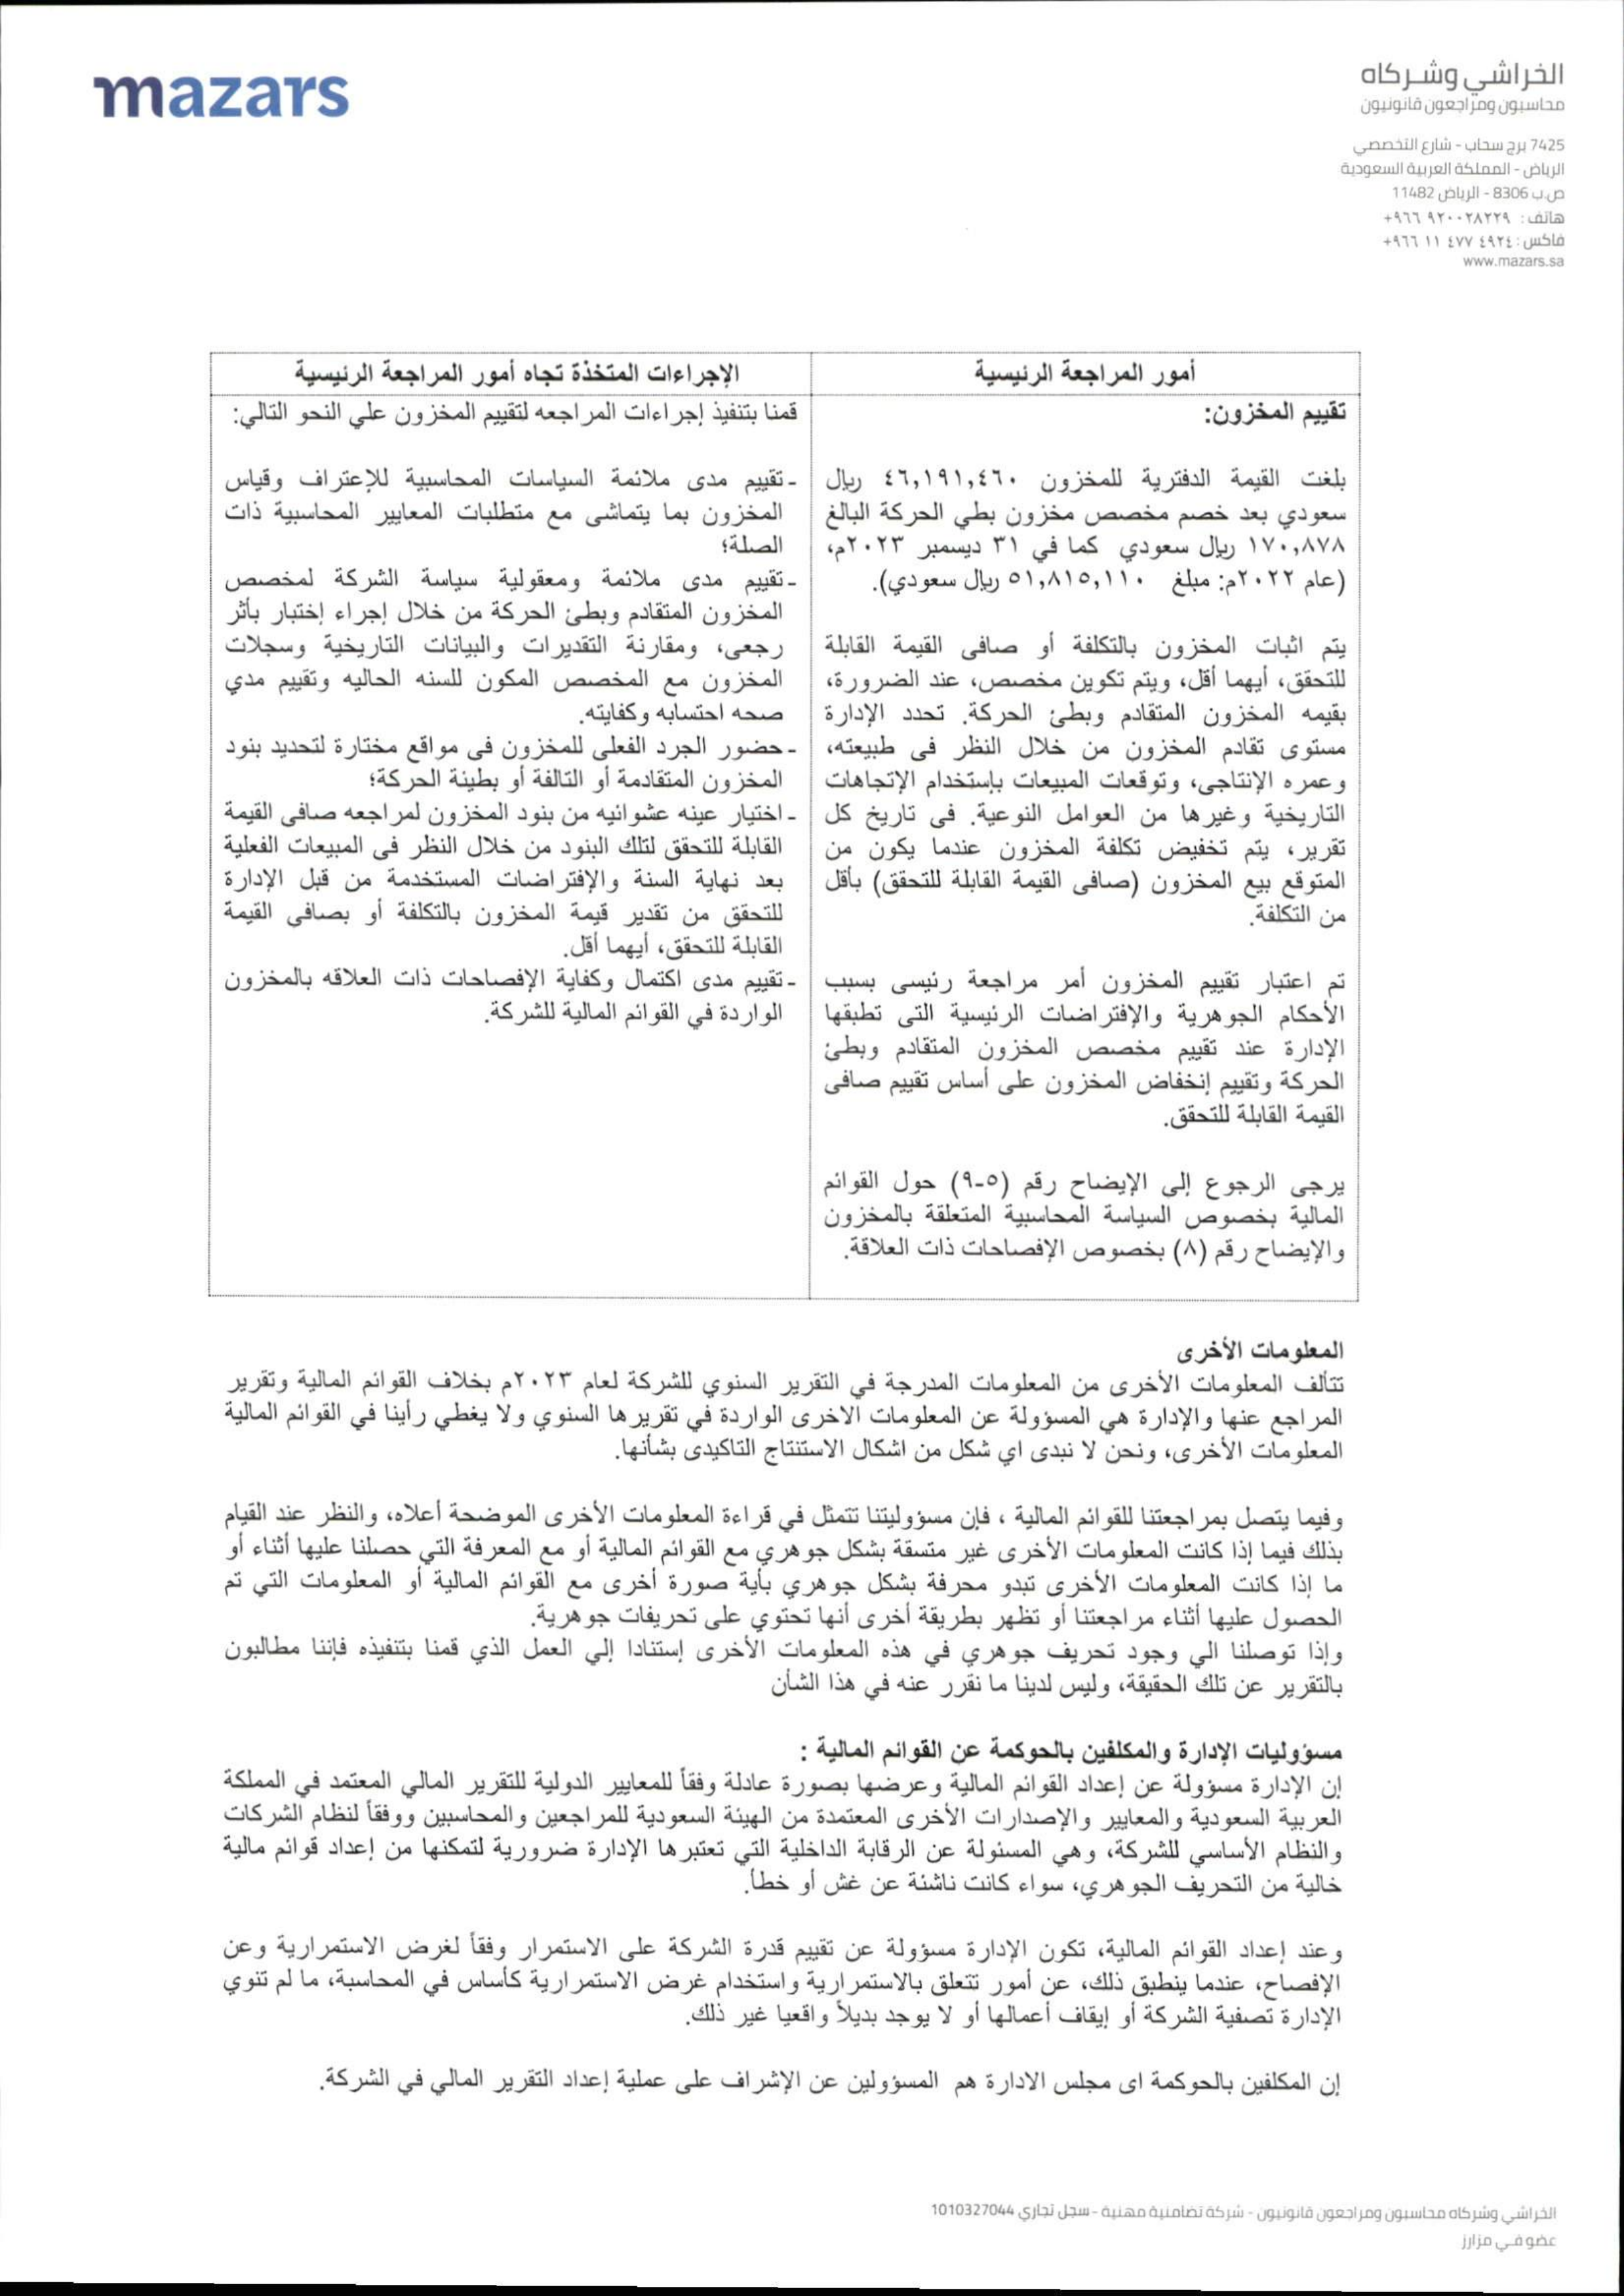 mazars
الخراشي وشركاه
محاسبون ومراجعون قانونيون
7425 برج سحاب - شارع التخصصي
الرياض - المملكة العربية السعودية
ص.ب 8306 - الرياض 11482
هاتف : ٩٢٠٠٢٨٢٢٩ ٩٦٦+
فاكس : ٤٩٢٤ ٤٧٧ ١١ ٩٦٦+
www.mazars.sa
أمور المراجعة الرئيسية
تقييم المخزون:
بلغت القيمة الدفترية للمخزون ٤٦,١٩١,٤٦٠ ريال
سعودي بعد خصم مخصص مخزون بطي الحركة البالغ
١٧٠,٨٧٨ ريال سعودي كما في ٣١ ديسمبر ٢٠٢٣م،
(عام ٢٠٢٢م: مبلغ ٥١,٨١٥,١١٠ ريال سعودي).
يتم اثبات المخزون بالتكلفة أو صافى القيمة القابلة
للتحقق، أيهما أقل، ويتم تكوين مخصص، عند الضرورة،
بقيمه المخزون المتقادم وبطئ الحركة. تحدد الإدارة
مستوى تقادم المخزون من خلال النظر فى طبيعته،
وعمره الإنتاجى، وتوقعات المبيعات بإستخدام الإتجاهات
التاريخية وغيرها من العوامل النوعية. فى تاريخ كل
تقرير، يتم تخفيض تكلفة المخزون عندما يكون من
المتوقع بيع المخزون (صافى القيمة القابلة للتحقق) بأقل
من التكلفة.
تم اعتبار تقييم المخزون أمر مراجعة رئيسى بسبب
الأحكام الجوهرية والإفتراضات الرئيسية التى تطبقها
الإدارة عند تقييم مخصص المخزون المتقادم وبطئ
الحركة وتقييم إنخفاض المخزون على أساس تقييم صافى
القيمة القابلة للتحقق.
يرجى الرجوع إلى الإيضاح رقم (٥-٩) حول القوائم
المالية بخصوص السياسة المحاسبية المتعلقة بالمخزون
والإيضاح رقم (٨) بخصوص الإفصاحات ذات العلاقة.
الإجراءات المتخذة تجاه أمور المراجعة الرئيسية
قمنا بتنفيذ إجراءات المراجعه لتقييم المخزون علي النحو التالي:
- تقييم مدى ملائمة السياسات المحاسبية للإعتراف وقياس
المخزون بما يتماشى مع متطلبات المعايير المحاسبية ذات
الصلة؛
- تقييم مدى ملائمة ومعقولية سياسة الشركة لمخصص
المخزون المتقادم وبطئ الحركة من خلال إجراء إختبار بأثر
رجعى، ومقارنة التقديرات والبيانات التاريخية وسجلات
المخزون مع المخصص المكون للسنه الحاليه وتقييم مدي
صحه احتسابه وكفايته.
- حضور الجرد الفعلى للمخزون فى مواقع مختارة لتحديد بنود
المخزون المتقادمة أو التالفة أو بطيئة الحركة؛
- اختيار عينه عشوائيه من بنود المخزون لمراجعه صافى القيمة
القابلة للتحقق لتلك البنود من خلال النظر فى المبيعات الفعلية
بعد نهاية السنة والإفتراضات المستخدمة من قبل الإدارة
للتحقق من تقدير قيمة المخزون بالتكلفة أو بصافي القيمة
القابلة للتحقق، أيهما أقل.
- تقييم مدى اكتمال وكفاية الإفصاحات ذات العلاقه بالمخزون
الواردة في القوائم المالية للشركة.
المعلومات الأخرى
تتألف المعلومات الأخرى من المعلومات المدرجة في التقرير السنوي للشركة لعام ٢٠٢٣م بخلاف القوائم المالية وتقرير
المراجع عنها والإدارة هي المسؤولة عن المعلومات الاخرى الواردة في تقريرها السنوي ولا يغطي رأينا في القوائم المالية
المعلومات الأخرى، ونحن لا نبدى اي شكل من اشكال الاستنتاج التاكيدى بشأنها.
وفيما يتصل بمراجعتنا للقوائم المالية ، فإن مسؤوليتنا تتمثل في قراءة المعلومات الأخرى الموضحة أعلاه، والنظر عند القيام
بذلك فيما إذا كانت المعلومات الأخرى غير متسقة بشكل جوهري مع القوائم المالية أو مع المعرفة التي حصلنا عليها أثناء أو
ما إذا كانت المعلومات الأخرى تبدو محرفة بشكل جوهري بأية صورة أخرى مع القوائم المالية أو المعلومات التي تم
الحصول عليها أثناء مراجعتنا أو تظهر بطريقة أخرى أنها تحتوي على تحريفات جوهرية.
وإذا توصلنا الي وجود تحريف جوهري في هذه المعلومات الأخرى إستنادا إلي العمل الذي قمنا بتنفيذه فإننا مطالبون
بالتقرير عن تلك الحقيقة، وليس لدينا ما نقرر عنه في هذا الشأن
مسؤوليات الإدارة والمكلفين بالحوكمة عن القوائم المالية :
إن الإدارة مسؤولة عن إعداد القوائم المالية وعرضها بصورة عادلة وفقاً للمعايير الدولية للتقرير المالي المعتمد في المملكة
العربية السعودية والمعايير والإصدارات الأخرى المعتمدة من الهيئة السعودية للمراجعين والمحاسبين ووفقاً لنظام الشركات
والنظام الأساسي للشركة، وهي المسئولة عن الرقابة الداخلية التي تعتبرها الإدارة ضرورية لتمكنها من إعداد قوائم مالية
خالية من التحريف الجوهري، سواء كانت ناشئة عن غش أو خطأ.
وعند إعداد القوائم المالية، تكون الإدارة مسؤولة عن تقييم قدرة الشركة على الاستمرار وفقاً لغرض الاستمرارية وعن
الإفصاح، عندما ينطبق ذلك، عن أمور تتعلق بالاستمرارية واستخدام غرض الاستمرارية كأساس في المحاسبة، ما لم تنوي
الإدارة تصفية الشركة أو إيقاف أعمالها أو لا يوجد بديلاً واقعيا غير ذلك.
إن المكلفين بالحوكمة اى مجلس الادارة هم المسؤولين عن الإشراف على عملية إعداد التقرير المالي في الشركة.
الخراشي وشركاه محاسبون ومراجعون قانونيون - شركة تضامنية مهنية - سجل تجاري 1010327044
عضو في مزارز